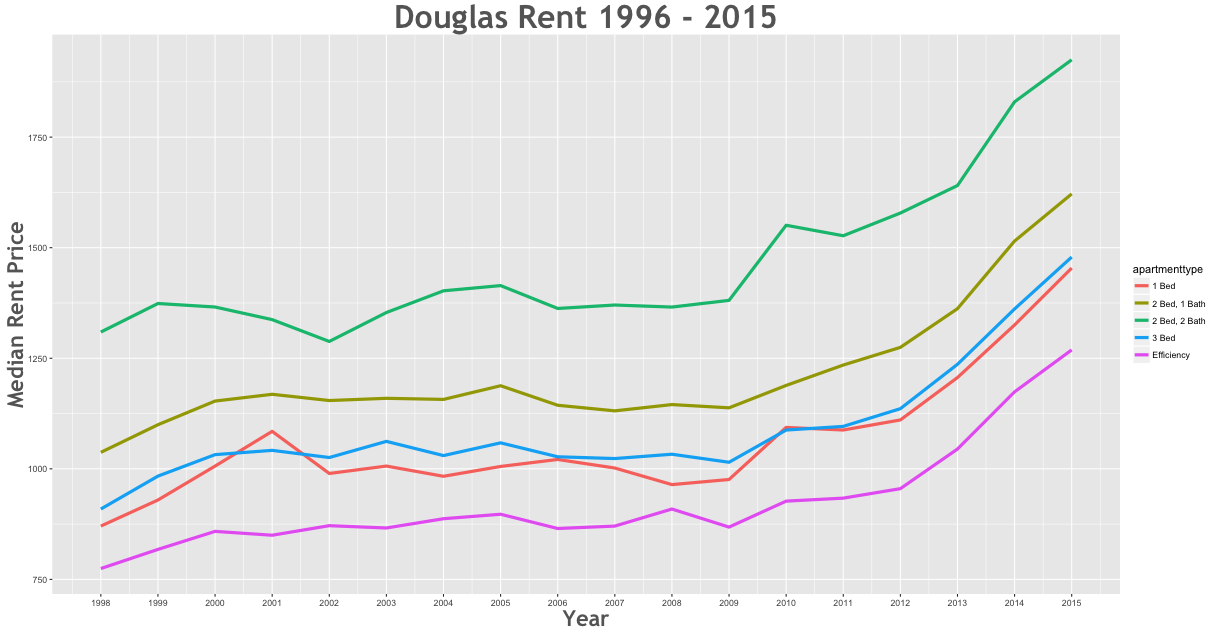 Douglas Rent 1996 - 2015
Median Rent Price
1750
1500
1250
1000
750
1998 1999 2000 2001 2002 2003 2004 2005 2006 2007 2008 2009 2010 2011 2012 2013 2014 2015
Year
apartmenttype
1 Bed
2 Bed, 1 Bath
2 Bed, 2 Bath
3 Bed
Efficiency